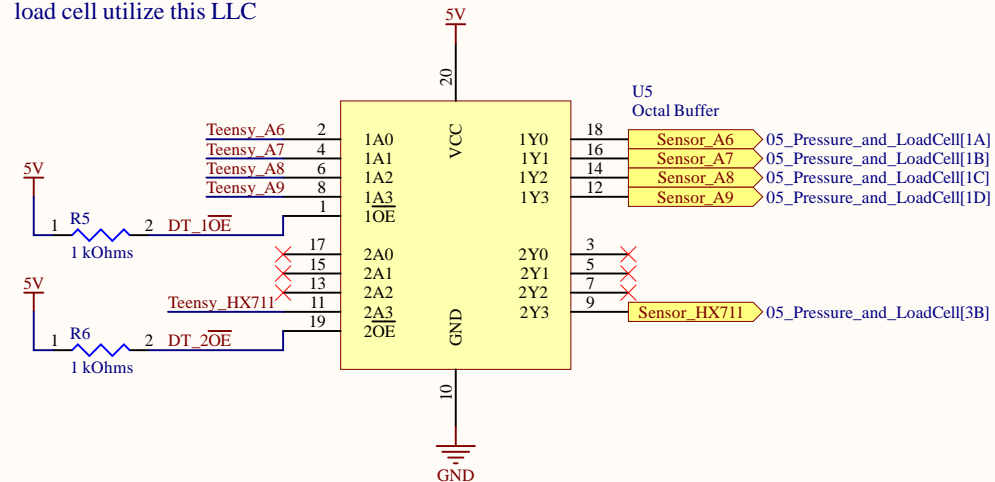 load cell utilize this LLC
5V
20
U5
Octal Buffer
Teensy_A6 2 1A0 VCC 1Y0 18 Sensor_A6 05_Pressure_and_LoadCell[1A]
Teensy_A7 4 1A1 1Y1 16 Sensor_A7 05_Pressure_and_LoadCell[1B]
Teensy_A8 6 1A2 1Y2 14 Sensor_A8 05_Pressure_and_LoadCell[1C]
Teensy_A9 8 1A3 1Y3 12 Sensor_A9 05_Pressure_and_LoadCell[1D]
5V
1 1OE
R5
1 2 DT_1OE
1 kOhms
17 2A0 2Y0 3
15 2A1 2Y1 5
13 2A2 2Y2 7
5V
Teensy_HX711 11 2A3 2Y3 9 Sensor_HX711 05_Pressure_and_LoadCell[3B]
19 2OE GND
R6
1 2 DT_2OE
1 kOhms
10
GND